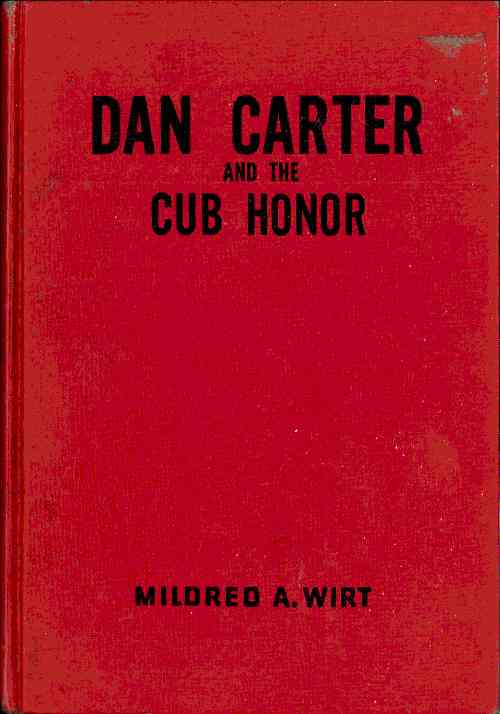 DAN CARTER
AND THE
CUB HONOR
MILDRED A. WIRT